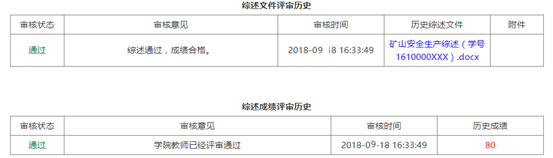 综述文件评审历史
审核状态 审核意见 审核时间 历史综述文件 附件
通过 综述通过，成绩合格。 2018-09 18 16:33:49 矿山安全生产综述（学号
1610000XXX）.docx
综述成绩评审历史
审核状态 审核意见 审核时间 历史成绩
通过 学院教师已经评审通过 2018-09-18 16:33:49 80